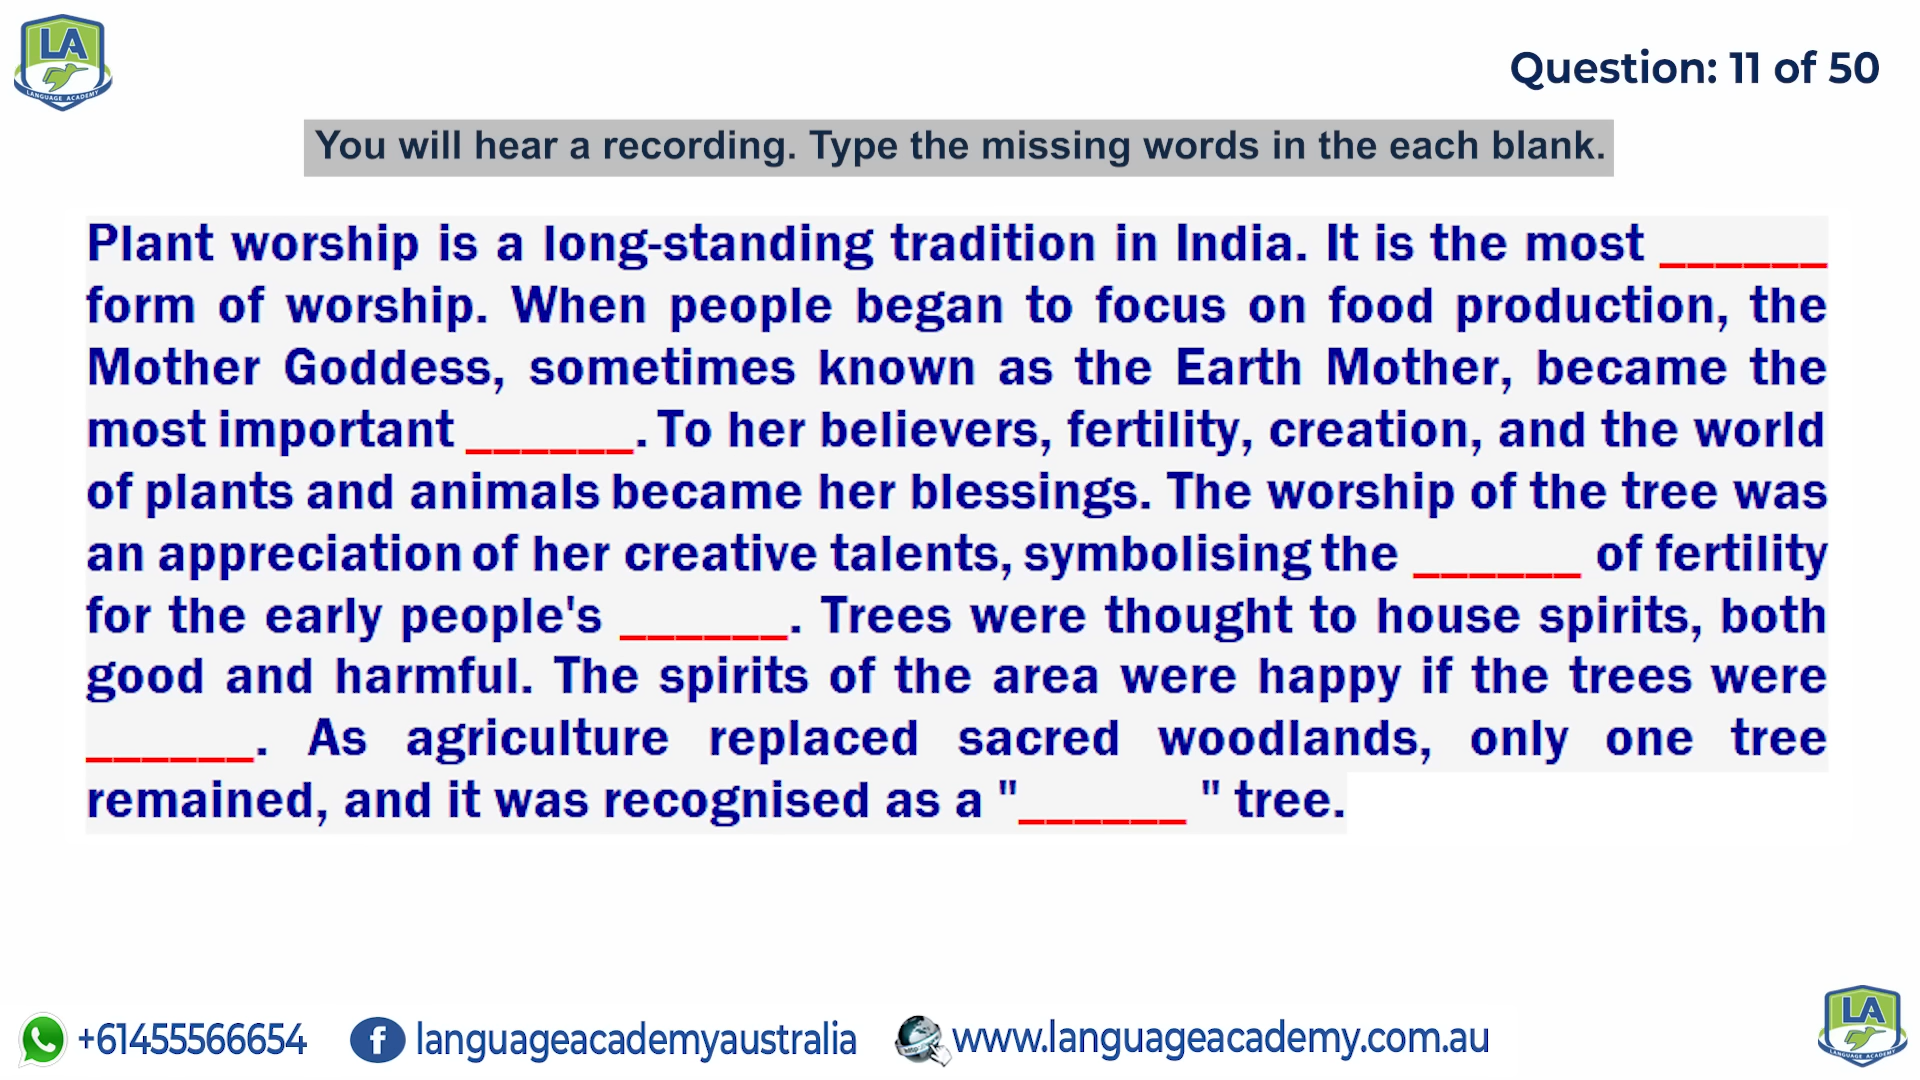 LA
LANGUAGE ACADEMY
Question: 11 of 50
You will hear a recording. Type the missing words in the each blank.
Plant worship is a long-standing tradition in India. It is the most ______
form of worship. When people began to focus on food production, the
Mother Goddess, sometimes known as the Earth Mother, became the
most important ______. To her believers, fertility, creation, and the world
of plants and animals became her blessings. The worship of the tree was
an appreciation of her creative talents, symbolising the ______ of fertility
for the early people's ______. Trees were thought to house spirits, both
good and harmful. The spirits of the area were happy if the trees were
______. As agriculture replaced sacred woodlands, only one tree
remained, and it was recognised as a "______ " tree.
+61455566654
f languageacademyaustralia
www.languageacademy.com.au
LA
LANGUAGE ACADEMY